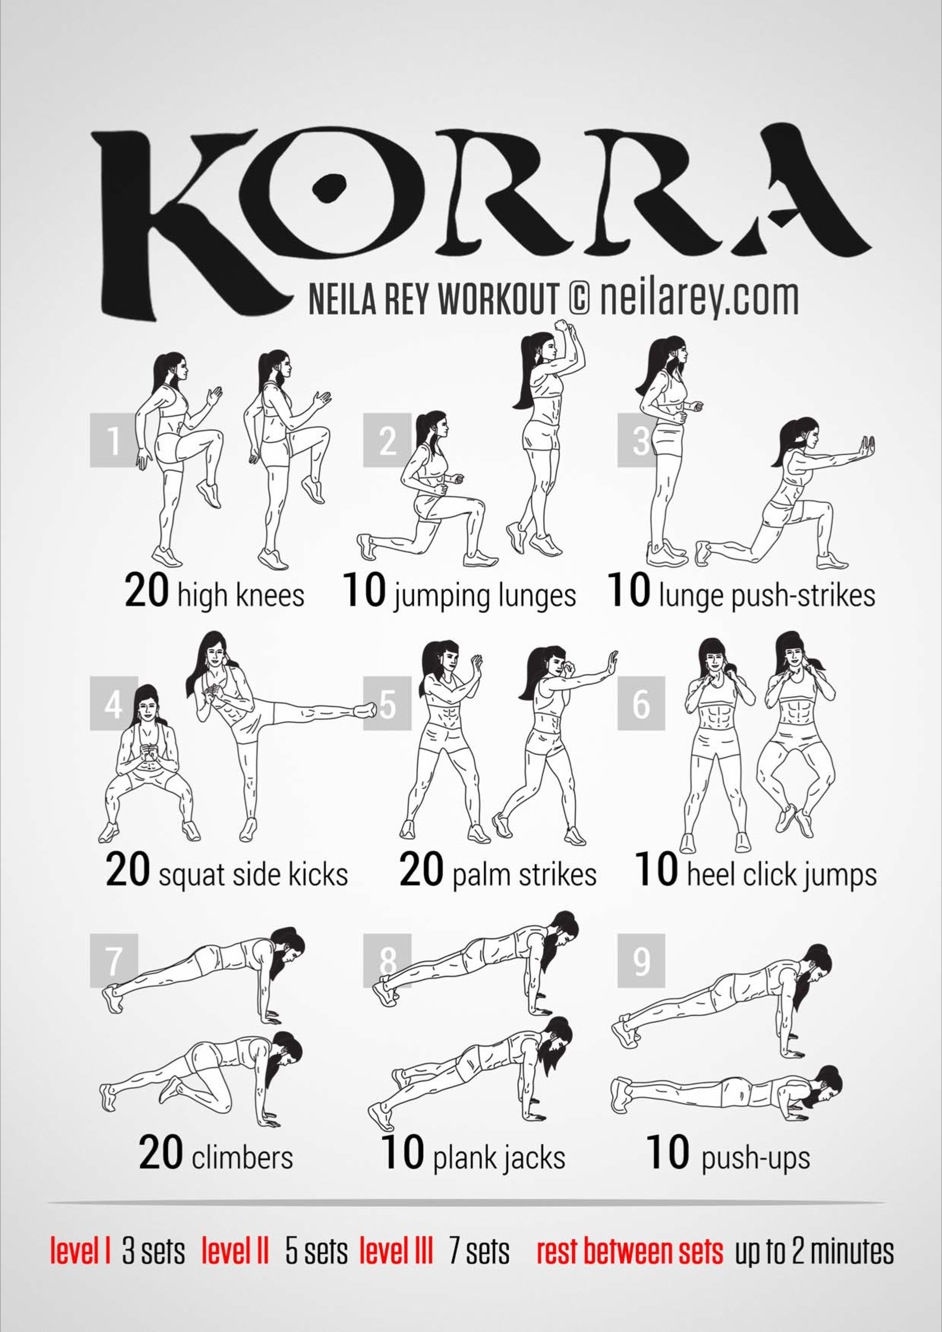 KORRA
NEILA REY WORKOUT © neilarey.com
1
2
3
20 high knees
10 jumping lunges
10 lunge push-strikes
4
5
6
20 squat side kicks
20 palm strikes
10 heel click jumps
7
8
9
20 climbers
10 plank jacks
10 push-ups
level I 3 sets level II 5 sets level III 7 sets rest between sets up to 2 minutes